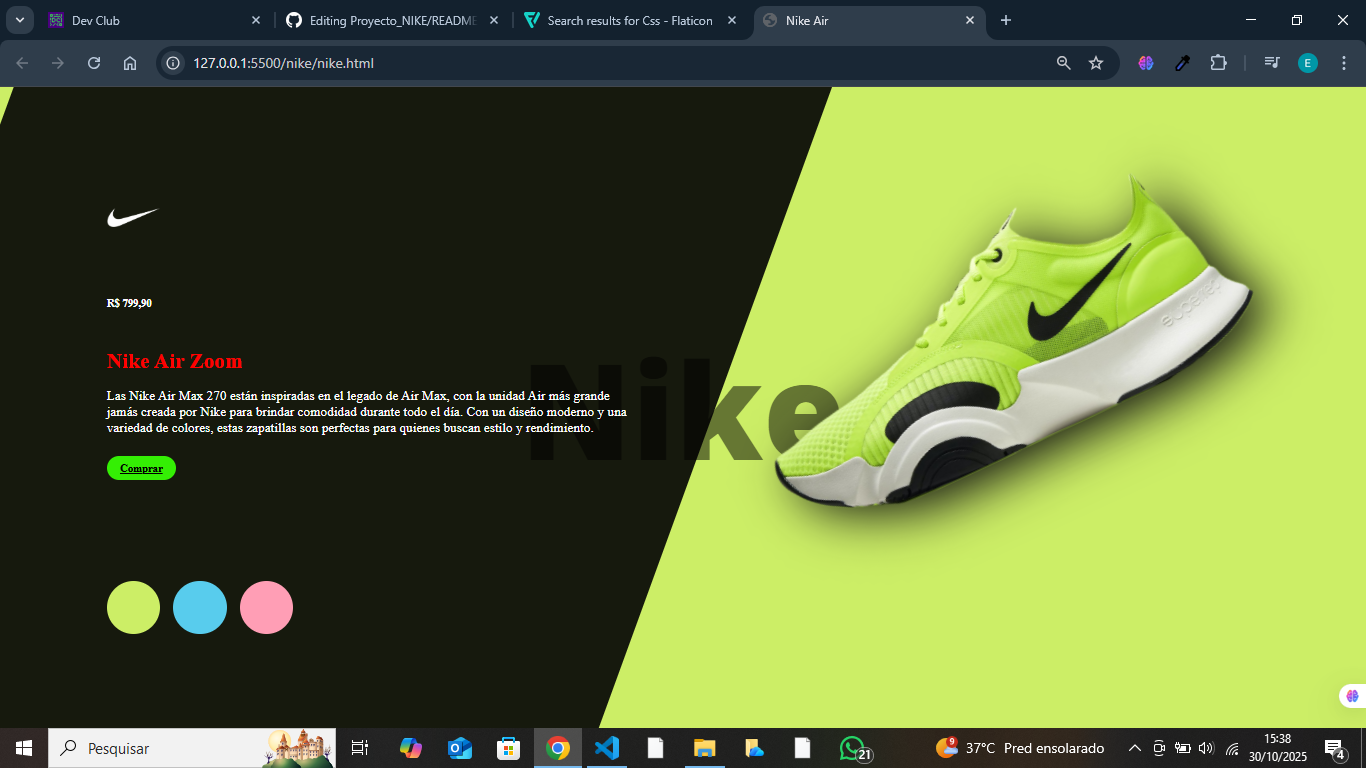 Dev Club
Editing Proyecto_NIKE/README
Search results for Css - Flaticon
Nike Air
127.0.0.1:5500/nike/nike.html
E
R$ 799,90
Nike Air Zoom
Las Nike Air Max 270 están inspiradas en el legado de Air Max, con la unidad Air más grande
jamás creada por Nike para brindar comodidad durante todo el día. Con un diseño moderno y una
variedad de colores, estas zapatillas son perfectas para quienes buscan estilo y rendimiento.
Comprar
Nike
superrep
Pesquisar
21
9
37°C Pred ensolarado
15:38
30/10/2025
4